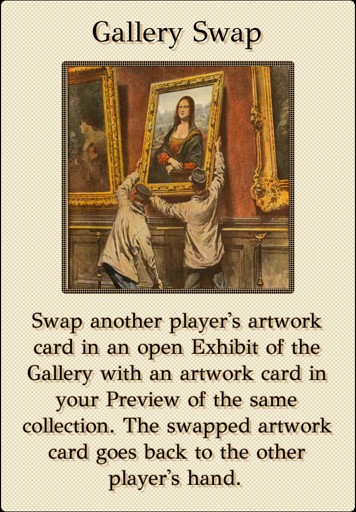 Gallery Swap
Swap another player's artwork
card in an open Exhibit of the
Gallery with an artwork card in
your Preview of the same
collection. The swapped artwork
card goes back to the other
player's hand.